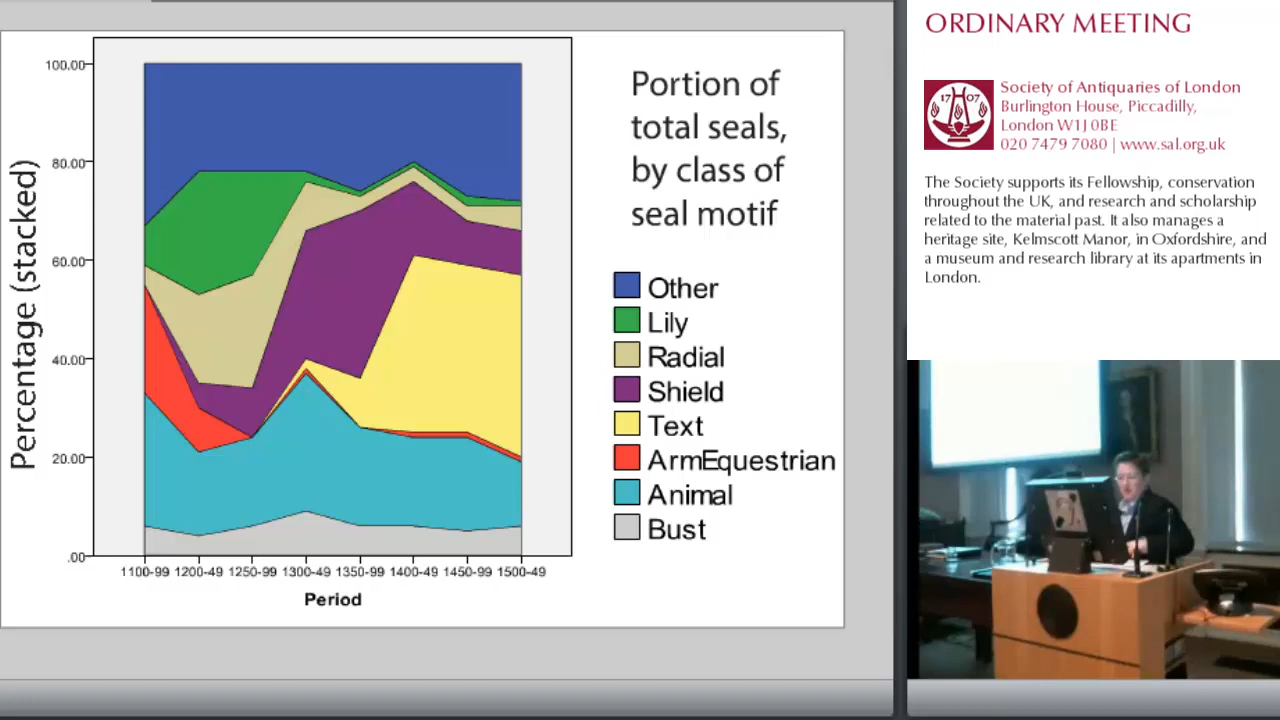 Portion of
total seals,
by class of
seal motif
Percentage (stacked)
100.00
80.00
60.00
40.00
20.00
.00
1100-99 1200-49 1250-99 1300-49 1350-99 1400-49 1450-99 1500-49
Period
Other
Lily
Radial
Shield
Text
ArmEquestrian
Animal
Bust
ORDINARY MEETING
17 07
Society of Antiquaries of London
Burlington House, Piccadilly,
London W1J 0BE
020 7479 7080 | www.sal.org.uk
The Society supports its Fellowship, conservation
throughout the UK, and research and scholarship
related to the material past. It also manages a
heritage site, Kelmscott Manor, in Oxfordshire, and
a museum and research library at its apartments in
London.